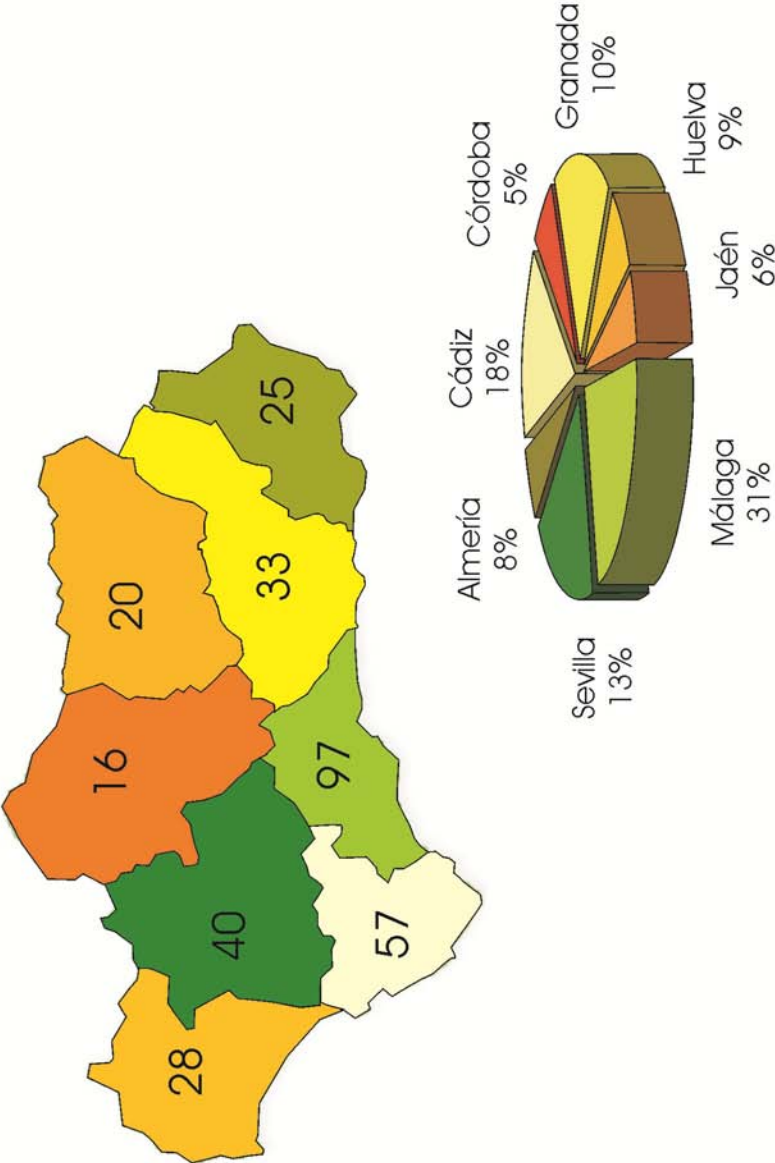 28
40
16
20
57
97
33
25
Almería
8%
Cádiz
18%
Córdoba
5%
Granada
10%
Sevilla
13%
Málaga
31%
Jaén
6%
Huelva
9%